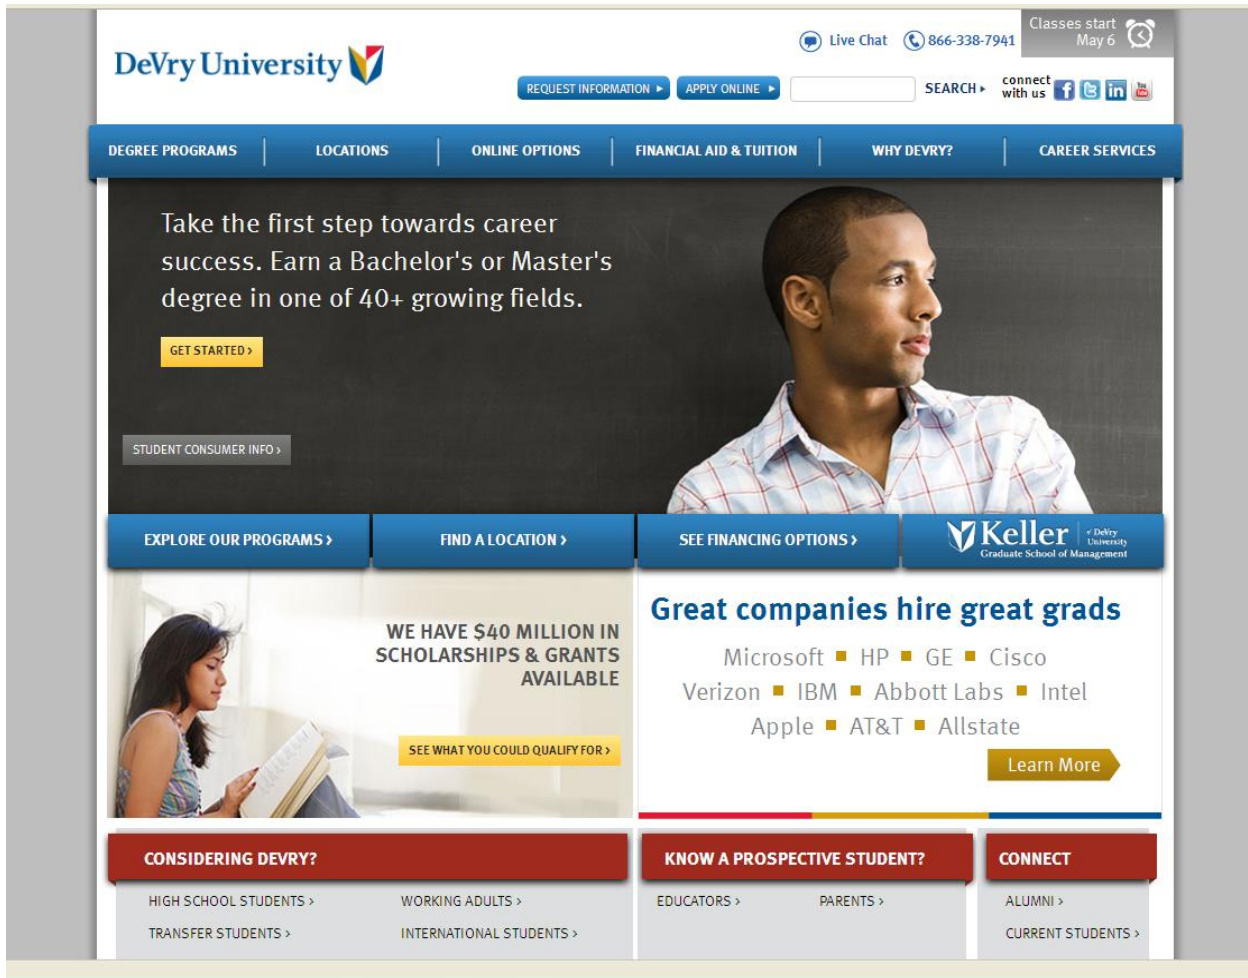 Classes start
May 6
Live Chat
866-338-7941
DeVry University
REQUEST INFORMATION
APPLY ONLINE
SEARCH
connect
with us
DEGREE PROGRAMS
LOCATIONS
ONLINE OPTIONS
FINANCIAL AID & TUITION
WHY DEVRY?
CAREER SERVICES
Take the first step towards career
success. Earn a Bachelor's or Master's
degree in one of 40+ growing fields.
GET STARTED >
STUDENT CONSUMER INFO >
EXPLORE OUR PROGRAMS >
FIND A LOCATION >
SEE FINANCING OPTIONS >
Keller
of DeVry
University
Graduate School of Management
WE HAVE $40 MILLION IN
SCHOLARSHIPS & GRANTS
AVAILABLE
SEE WHAT YOU COULD QUALIFY FOR >
Great companies hire great grads
Microsoft ■ HP ■ GE ■ Cisco
Verizon ■ IBM ■ Abbott Labs ■ Intel
Apple ■ AT&T ■ Allstate
Learn More
CONSIDERING DEVRY?
HIGH SCHOOL STUDENTS >
WORKING ADULTS >
TRANSFER STUDENTS >
INTERNATIONAL STUDENTS >
KNOW A PROSPECTIVE STUDENT?
EDUCATORS >
PARENTS >
CONNECT
ALUMNI >
CURRENT STUDENTS >